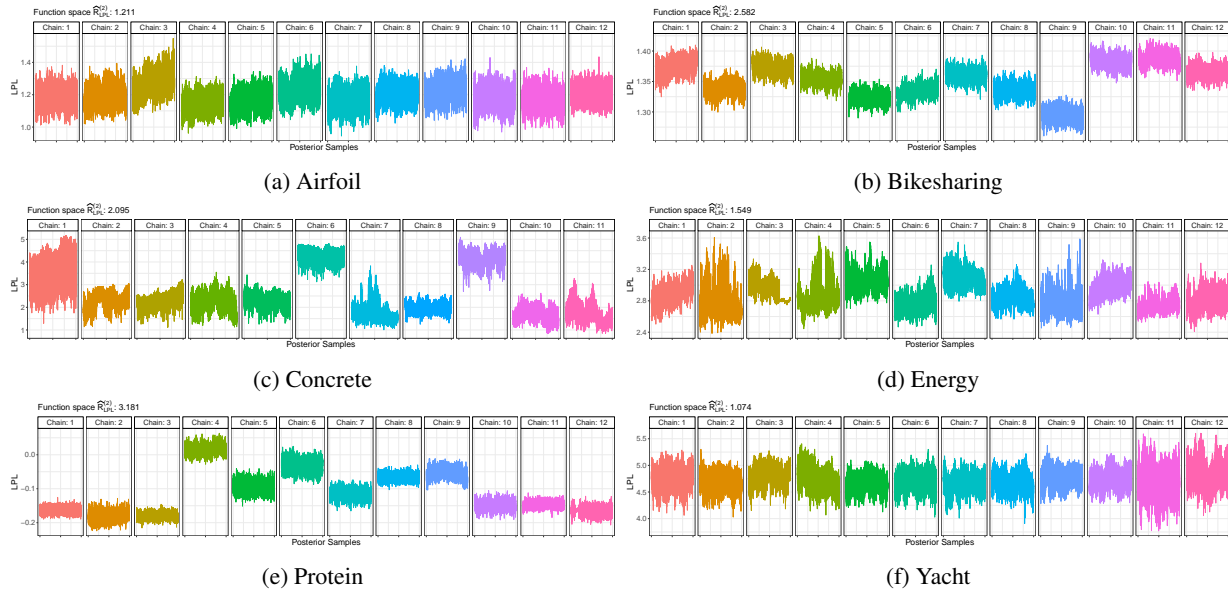 Function space R̂⁽²⁾_LPL: 1.211
Chain: 1 Chain: 2 Chain: 3 Chain: 4 Chain: 5 Chain: 6 Chain: 7 Chain: 8 Chain: 9 Chain: 10 Chain: 11 Chain: 12
1.4
1.2
1.0
LPL
Posterior Samples
(a) Airfoil
Function space R̂⁽²⁾_LPL: 2.582
Chain: 1 Chain: 2 Chain: 3 Chain: 4 Chain: 5 Chain: 6 Chain: 7 Chain: 8 Chain: 9 Chain: 10 Chain: 11 Chain: 12
1.40
1.35
1.30
LPL
Posterior Samples
(b) Bikesharing
Function space R̂⁽²⁾_LPL: 2.095
Chain: 1 Chain: 2 Chain: 3 Chain: 4 Chain: 5 Chain: 6 Chain: 7 Chain: 8 Chain: 9 Chain: 10 Chain: 11
5
4
3
2
1
LPL
Posterior Samples
(c) Concrete
Function space R̂⁽²⁾_LPL: 1.549
Chain: 1 Chain: 2 Chain: 3 Chain: 4 Chain: 5 Chain: 6 Chain: 7 Chain: 8 Chain: 9 Chain: 10 Chain: 11 Chain: 12
3.6
3.2
2.8
2.4
LPL
Posterior Samples
(d) Energy
Function space R̂⁽²⁾_LPL: 3.181
Chain: 1 Chain: 2 Chain: 3 Chain: 4 Chain: 5 Chain: 6 Chain: 7 Chain: 8 Chain: 9 Chain: 10 Chain: 11 Chain: 12
0.0
−0.1
−0.2
LPL
Posterior Samples
(e) Protein
Function space R̂⁽²⁾_LPL: 1.074
Chain: 1 Chain: 2 Chain: 3 Chain: 4 Chain: 5 Chain: 6 Chain: 7 Chain: 8 Chain: 9 Chain: 10 Chain: 11 Chain: 12
5.5
5.0
4.5
4.0
LPL
Posterior Samples
(f) Yacht